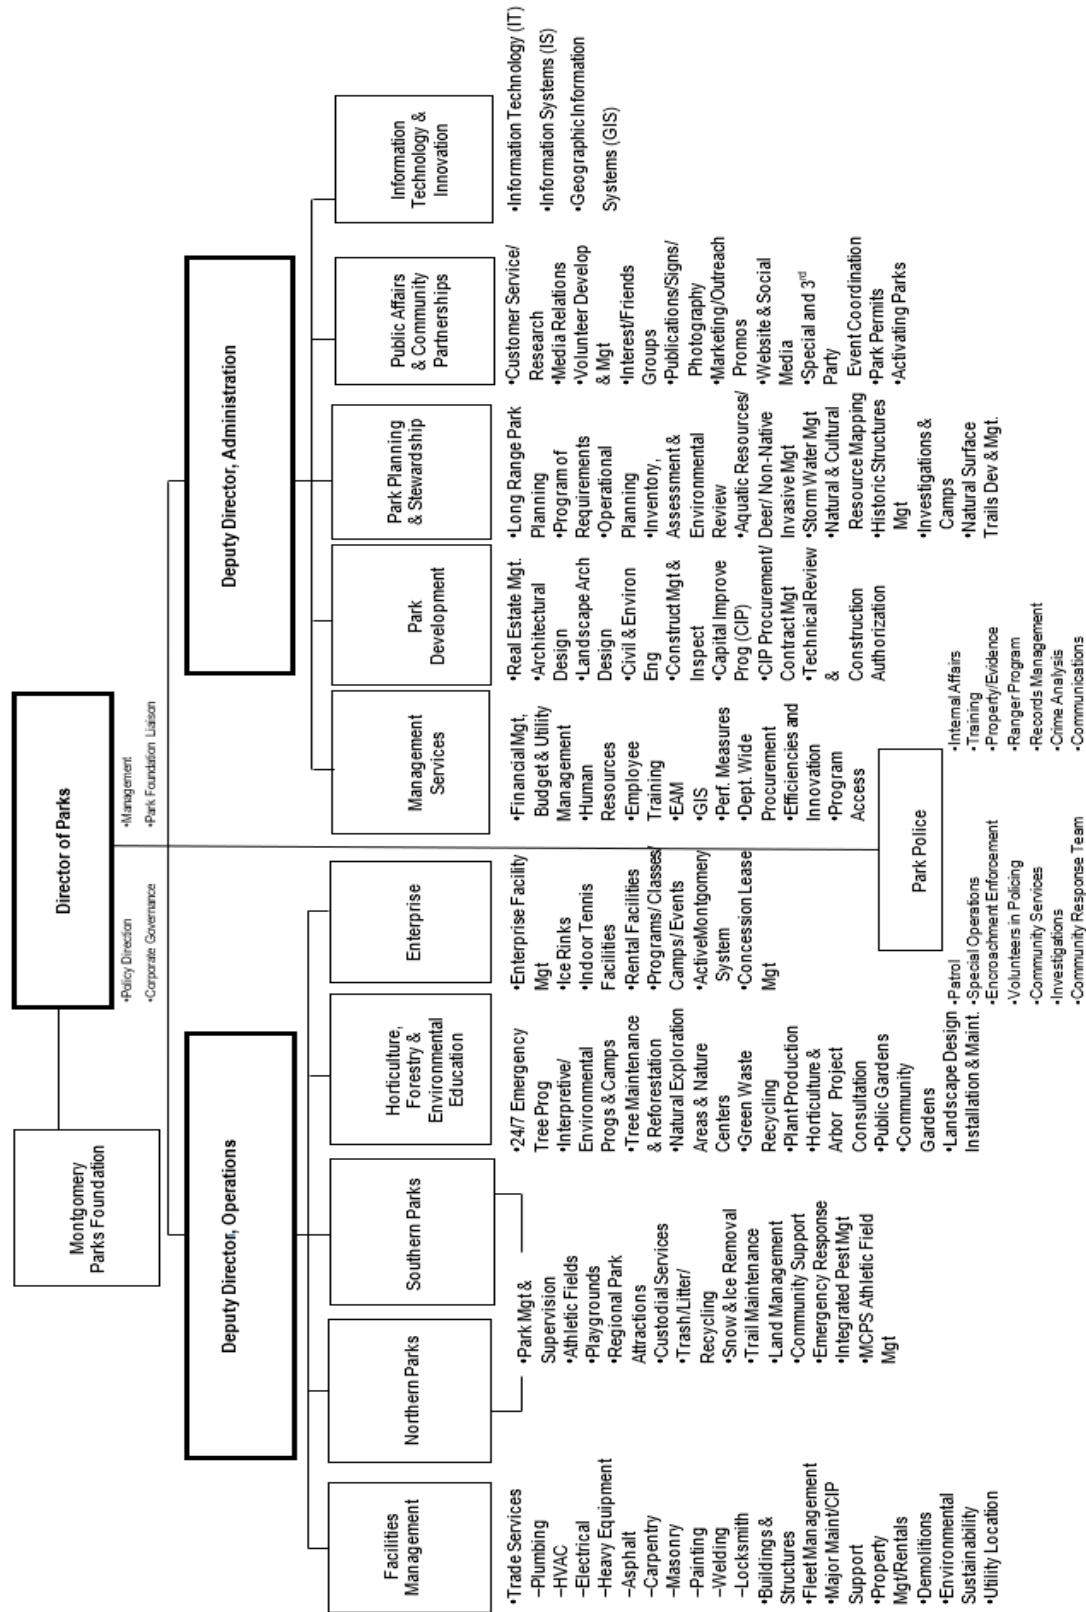 Montgomery
Parks Foundation
Director of Parks
•Policy Direction
•Corporate Governance
•Management
•Park Foundation Liaison
Deputy Director, Operations
Deputy Director, Administration
Facilities
Management
•Trade Services
–Plumbing
–HVAC
–Electrical
–Heavy Equipment
–Asphalt
–Carpentry
–Masonry
–Painting
–Welding
–Locksmith
•Buildings &
Structures
•Fleet Management
•Major Maint/CIP
Support
•Property
Mgt/Rentals
•Demolitions
•Environmental
Sustainability
•Utility Location
Northern Parks
Southern Parks
•Park Mgt &
Supervision
•Athletic Fields
•Playgrounds
•Regional Park
Attractions
•Custodial Services
•Trash/Litter/
Recycling
•Snow & Ice Removal
•Trail Maintenance
•Land Management
•Community Support
•Emergency Response
•Integrated Pest Mgt
•MCPS Athletic Field
Mgt
Horticulture,
Forestry &
Environmental
Education
•24/7 Emergency
Tree Prog
•Interpretive/
Environmental
Progs & Camps
•Tree Maintenance
& Reforestation
•Natural Exploration
Areas & Nature
Centers
•Green Waste
Recycling
•Plant Production
•Horticulture &
Arbor Project
Consultation
•Public Gardens
•Community
Gardens
•Landscape Design
Installation & Maint.
Enterprise
•Enterprise Facility
Mgt
•Ice Rinks
•Indoor Tennis
Facilities
•Rental Facilities
•Programs/ Classes/
Camps/ Events
•ActiveMontgomery
System
•Concession Lease
Mgt
Management
Services
•Financial Mgt,
Budget & Utility
Management
•Human
Resources
•Employee
Training
•EAM
•GIS
•Perf. Measures
•Dept. Wide
Procurement
•Efficiencies and
Innovation
•Program
Access
Park
Development
•Real Estate Mgt.
•Architectural
Design
•Landscape Arch
Design
•Civil & Environ
Eng
•Construct Mgt &
Inspect
•Capital Improve
Prog (CIP)
•CIP Procurement/
Contract Mgt
•Technical Review
&
Construction
Authorization
Park Planning
& Stewardship
•Long Range Park
Planning
•Program of
Requirements
•Operational
Planning
•Inventory,
Assessment &
Environmental
Review
•Aquatic Resources/
Deer/ Non-Native
Invasive Mgt
•Storm Water Mgt
•Natural & Cultural
Resource Mapping
•Historic Structures
Mgt
•Investigations &
Camps
•Natural Surface
Trails Dev & Mgt.
Public Affairs
& Community
Partnerships
•Customer Service/
Research
•Media Relations
•Volunteer Develop
& Mgt
•Interest/Friends
Groups
•Publications/Signs/
Photography
•Marketing/Outreach
Promos
•Website & Social
Media
•Special and 3rd
Party
Event Coordination
•Park Permits
•Activating Parks
Information
Technology &
Innovation
•Information Technology (IT)
•Information Systems (IS)
•Geographic Information
Systems (GIS)
Park Police
•Patrol
•Special Operations
•Encroachment Enforcement
•Volunteers in Policing
•Community Services
•Investigations
•Community Response Team
•Internal Affairs
•Training
•Property/Evidence
•Ranger Program
•Records Management
•Crime Analysis
•Communications